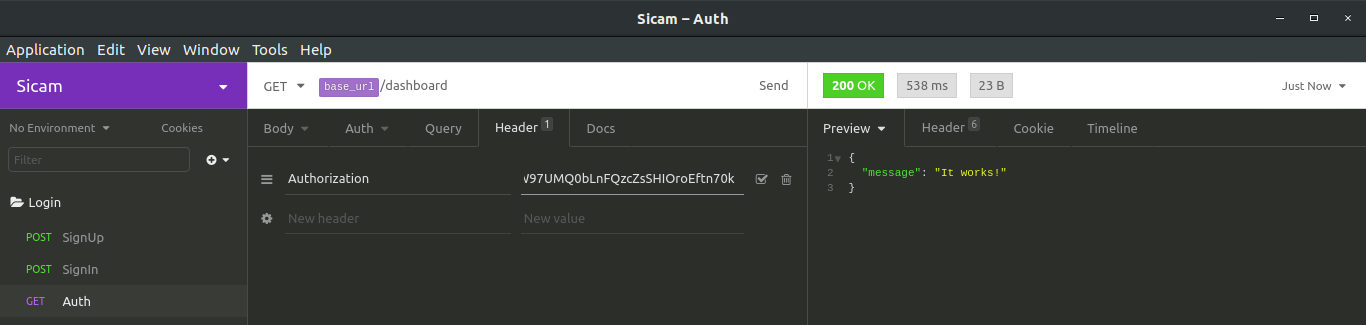 Sicam – Auth
Application Edit View Window Tools Help
Sicam
GET base_url/dashboard Send
200 OK 538 ms 23 B Just Now
No Environment Cookies
Body Auth Query Header 1 Docs
Preview Header 6 Cookie Timeline
Filter
Authorization W97UMQ0bLnFQzcZsSHIOroEftn70k
New header New value
1 {
2 "message": "It works!"
3 }
Login
POST SignUp
POST SignIn
GET Auth